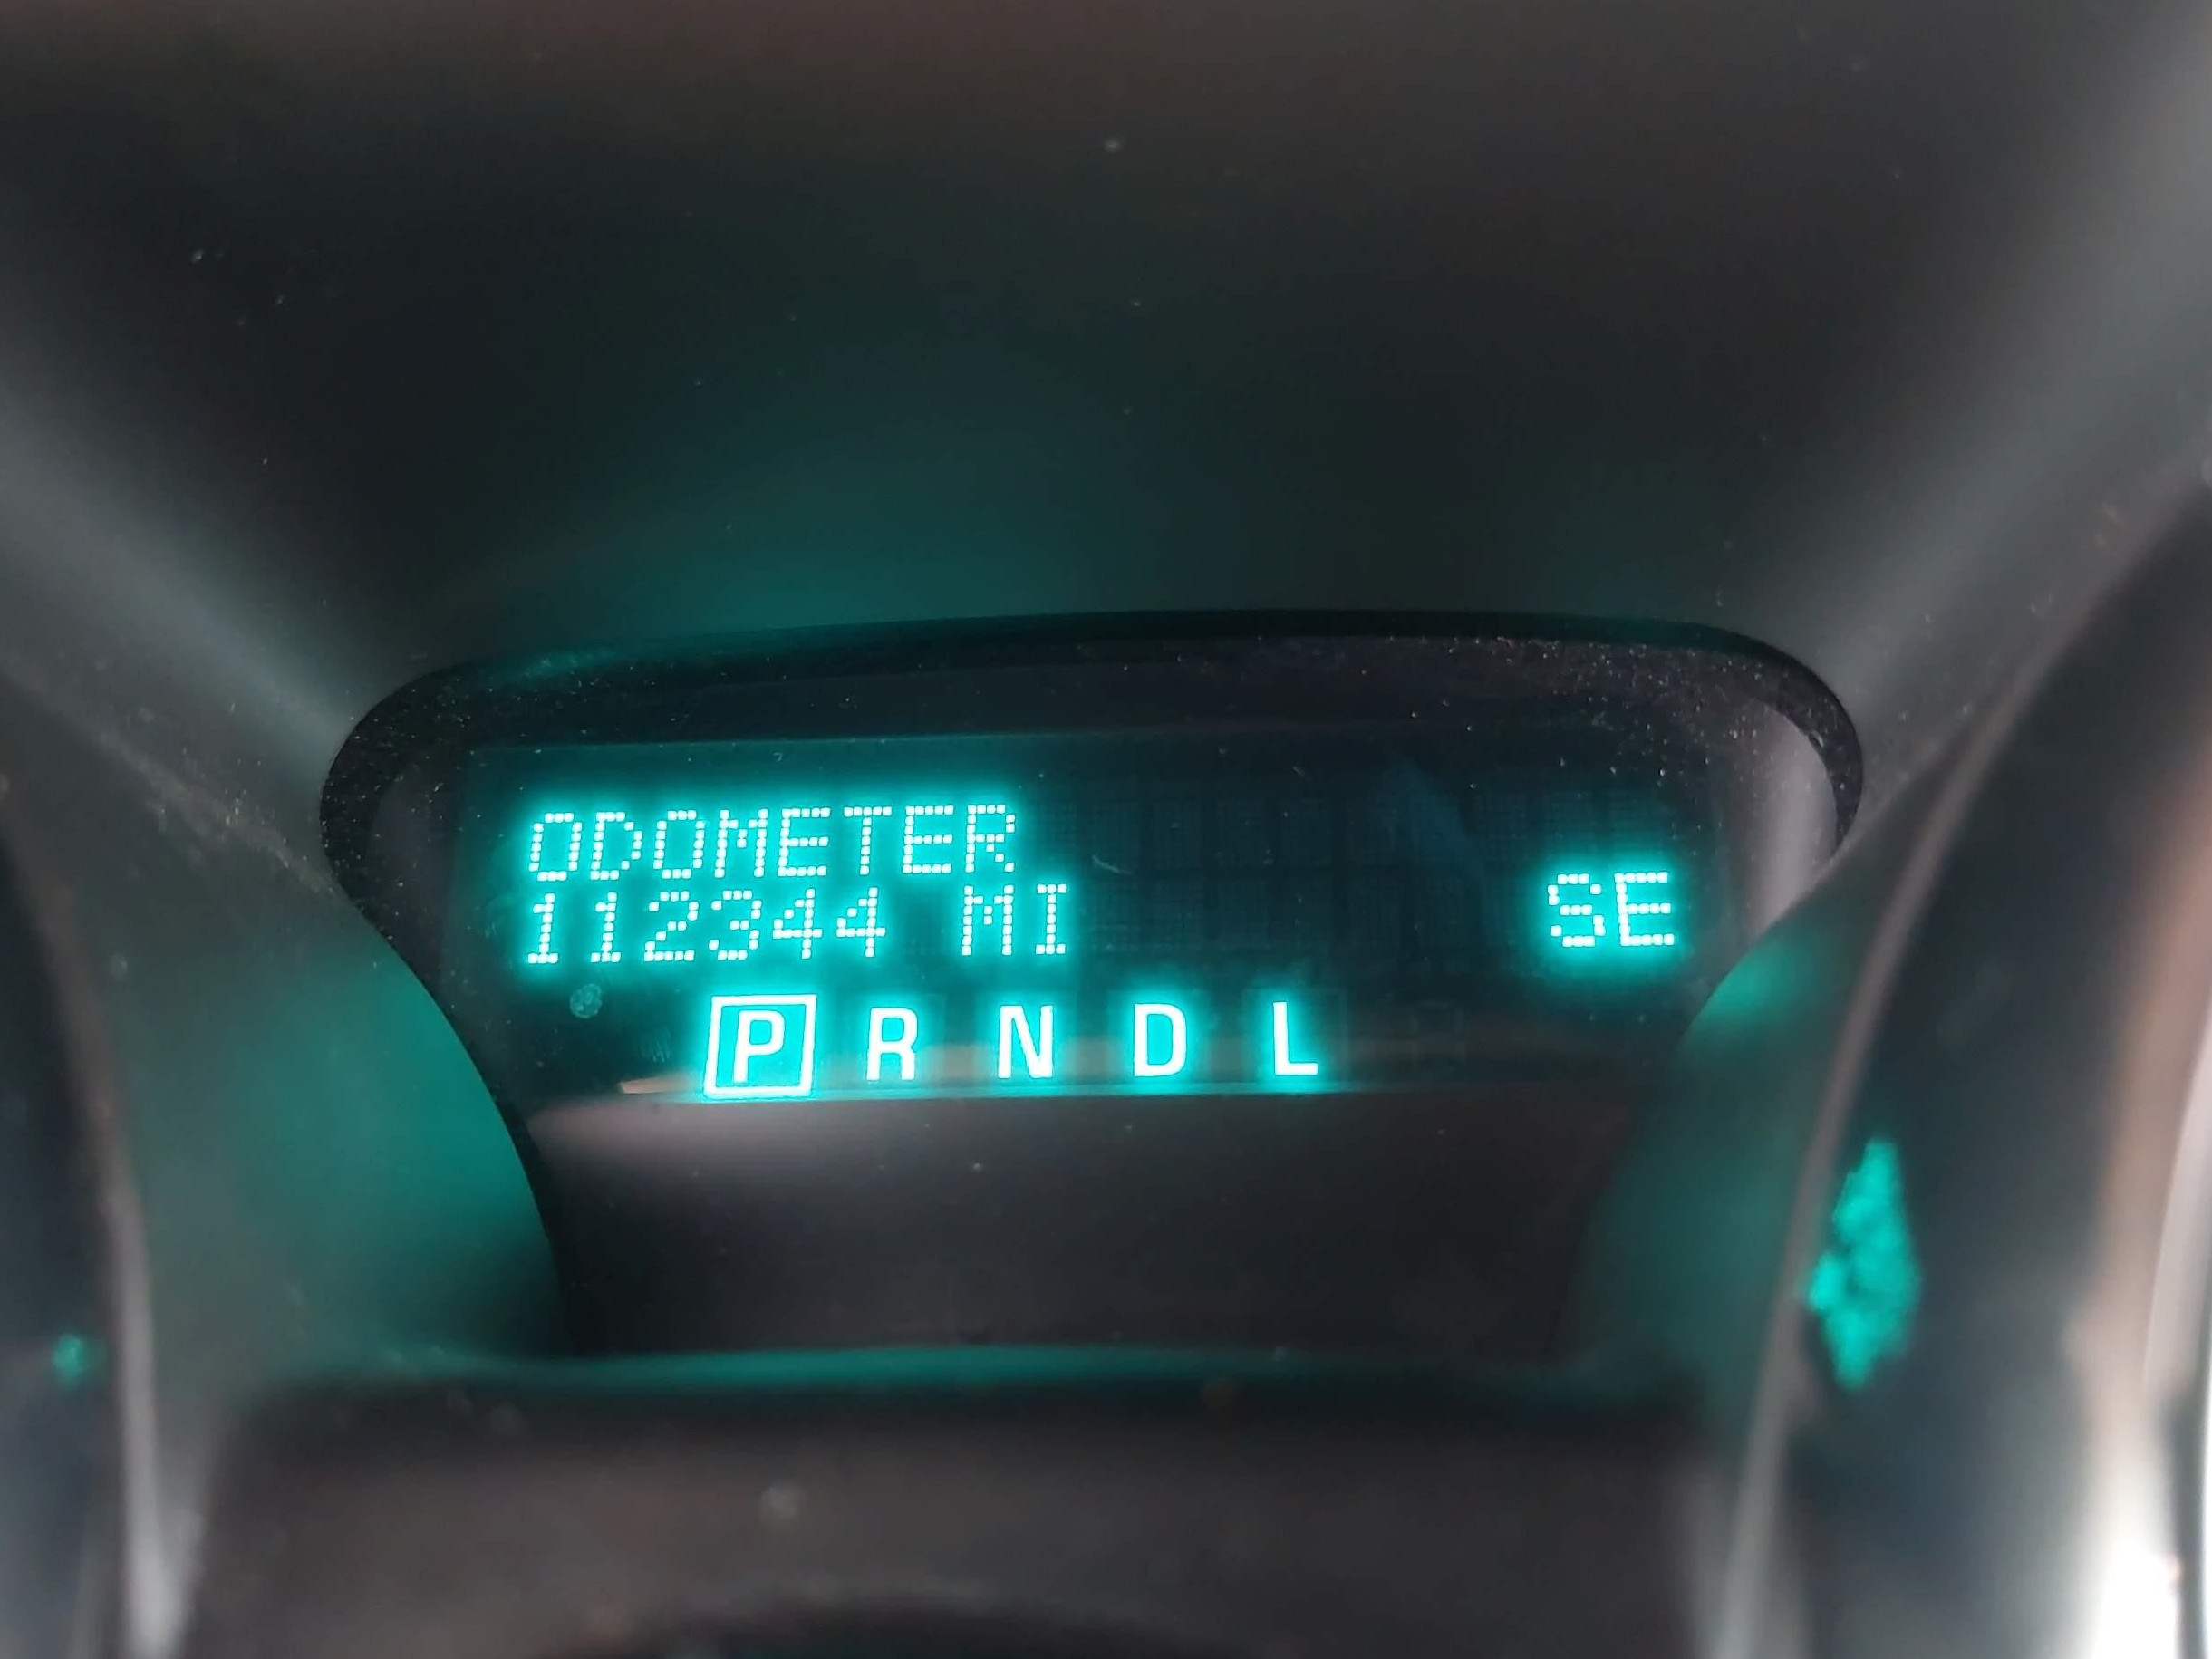 ODOMETER
112344 MI
SE
P R N D L